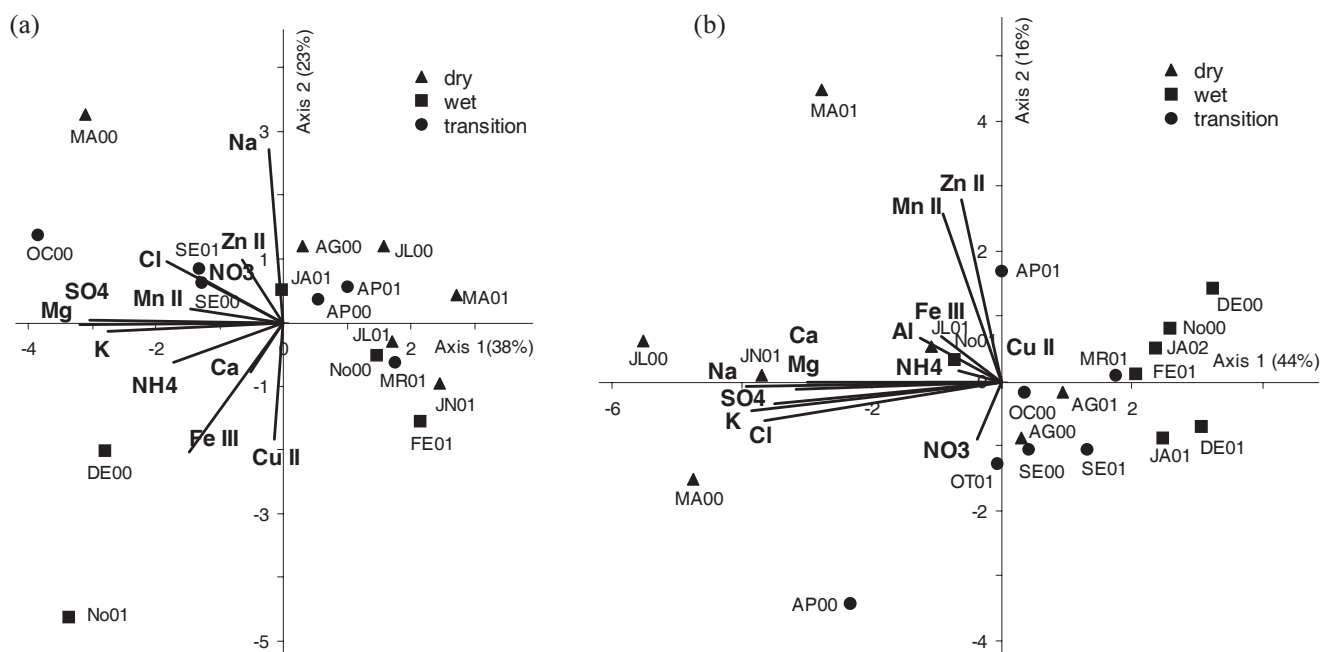 (a)
Axis 2 (23%)
dry
wet
transition
MA00
3
Na
OC00
SE01
Zn II
AG00
JL00
Cl
1
NO3
JA01
SO4
SE00
AP01
MA01
Mg
Mn II
AP00
-4
-2
0
2
JL01
Axis 1(38%)
K
Ca
No00
MR01
NH4
-1
JN01
Fe III
Cu II
FE01
DE00
-3
No01
-5
(b)
Axis 2 (16%)
dry
wet
transition
MA01
4
Zn II
Mn II
2
AP01
DE00
Fe III
No00
Ca
Al
JL01
No01
Cu II
JA02
JL00
JN01
Mg
NH4
MR01
Axis 1 (44%)
Na
FE01
-6
-2
0
2
SO4
OC00
AG01
K
Cl
AG00
NO3
JA01
DE01
MA00
OT01
SE00
SE01
-2
AP00
-4